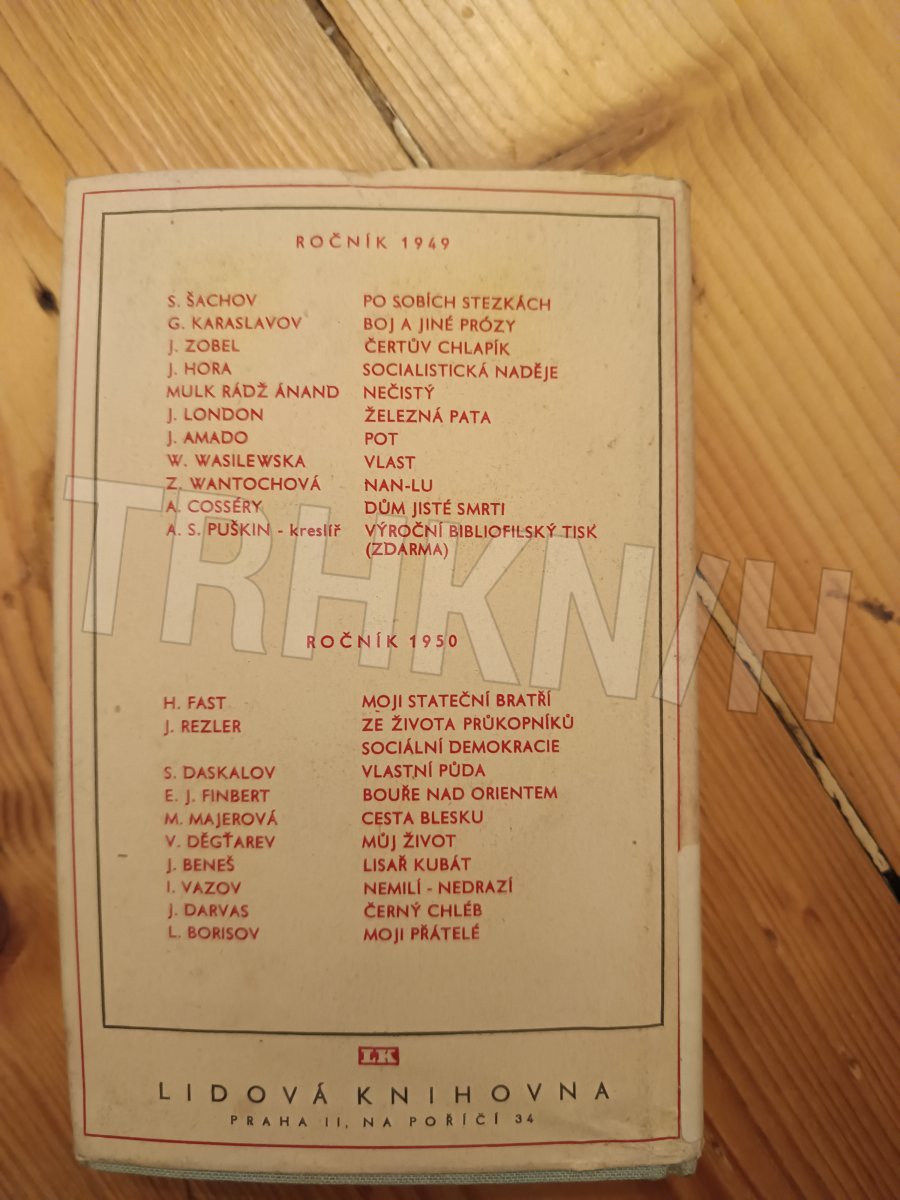 ROČNÍK 1949
S. ŠACHOV PO SOBÍCH STEZKÁCH
G. KARASLAVOV BOJ A JINÉ PRÓZY
J. ZOBEL ČERTŮV CHLAPÍK
J. HORA SOCIALISTICKÁ NADĚJE
MULK RÁDŽ ÁNAND NEČISTÝ
J. LONDON ŽELEZNÁ PATA
J. AMADO POT
W. WASILEWSKA VLAST
Z. WANTOCHOVÁ NAN-LU
A. COSSÉRY DŮM JISTÉ SMRTI
A. S. PUŠKIN - kreslíř VÝROČNÍ BIBLIOFILSKÝ TISK
(ZDARMA)
TRHKNIH
ROČNÍK 1950
H. FAST MOJI STATEČNÍ BRATŘÍ
J. REZLER ZE ŽIVOTA PRŮKOPNÍKŮ
SOCIÁLNÍ DEMOKRACIE
S. DASKALOV VLASTNÍ PŮDA
E. J. FINBERT BOUŘE NAD ORIENTEM
M. MAJEROVÁ CESTA BLESKU
V. DĚGŤAREV MŮJ ŽIVOT
J. BENEŠ LISAŘ KUBÁT
I. VAZOV NEMILÍ - NEDRAZÍ
J. DARVAS ČERNÝ CHLÉB
L. BORISOV MOJI PŘÁTELÉ
LK
LIDOVÁ KNIHOVNA
PRAHA II, NA POŘÍČÍ 34